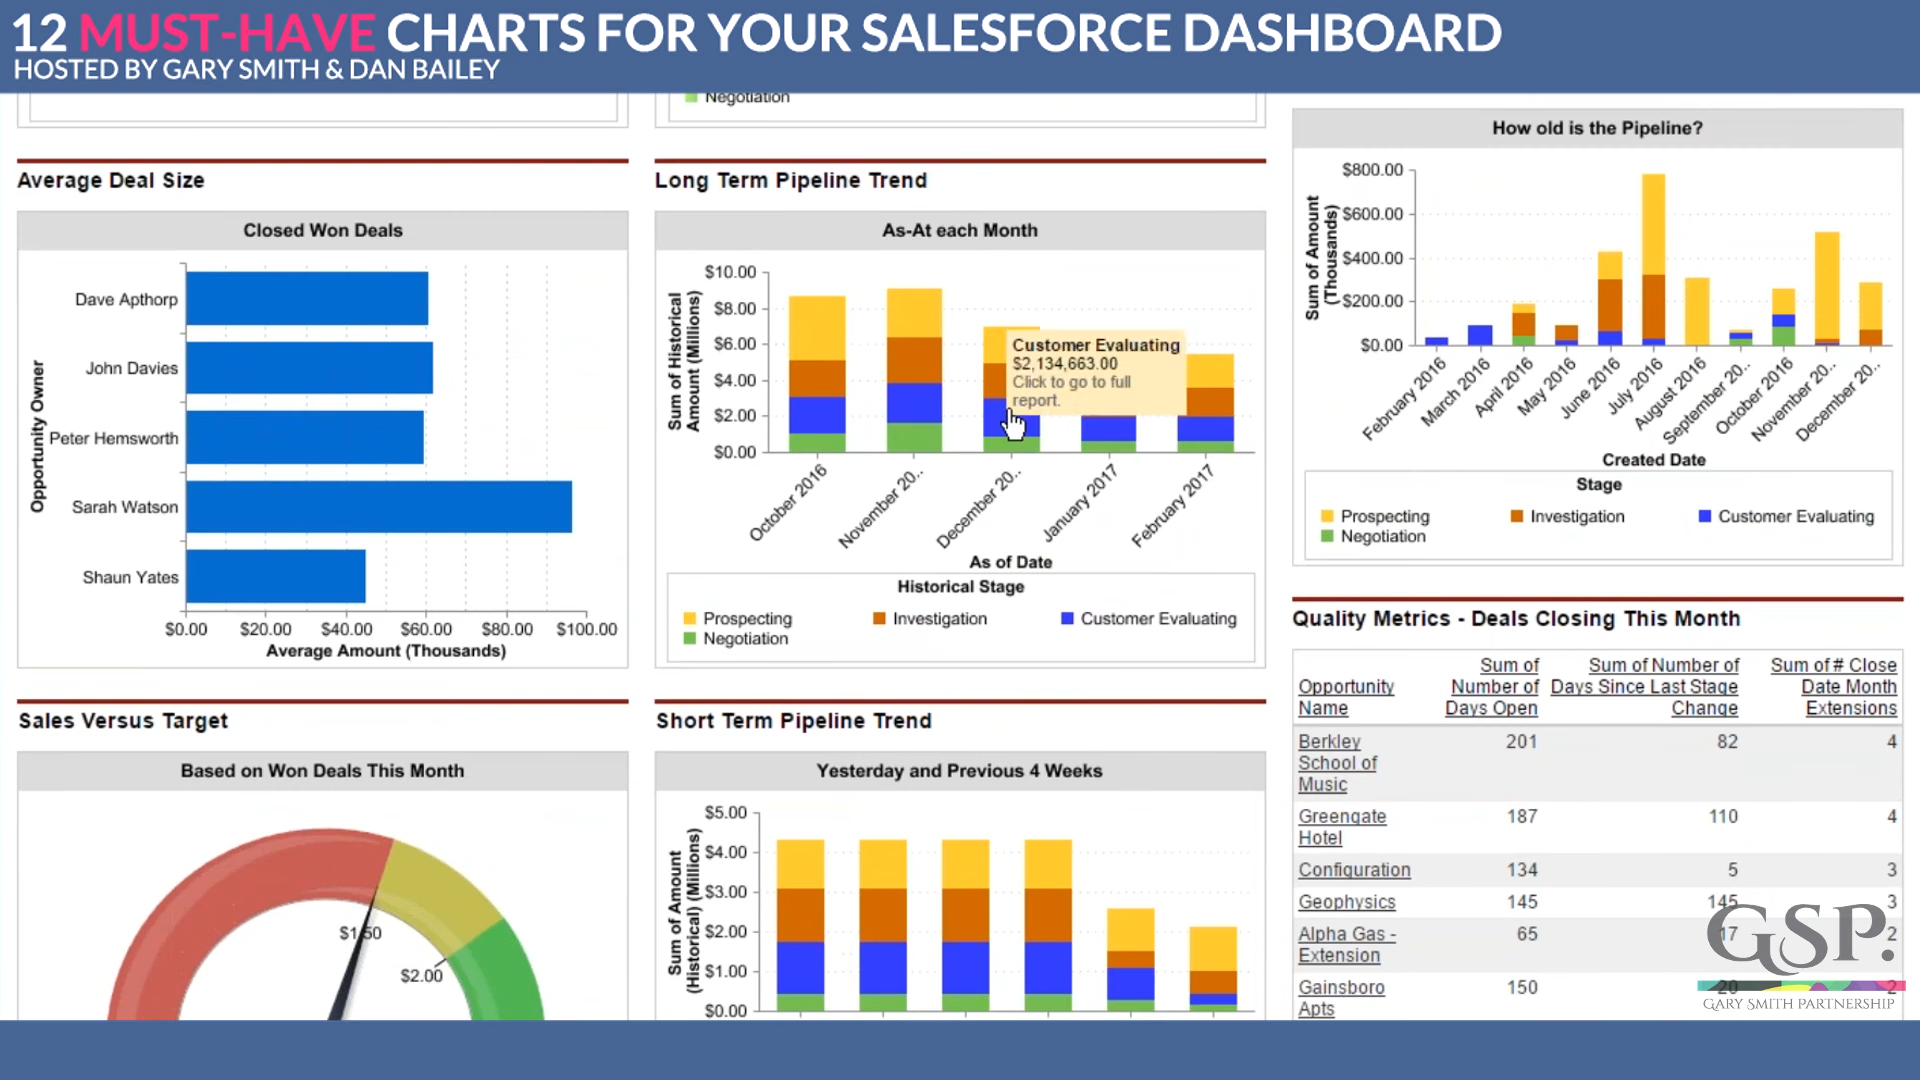 12 MUST-HAVE CHARTS FOR YOUR SALESFORCE DASHBOARD
HOSTED BY GARY SMITH & DAN BAILEY
Negotiation
Average Deal Size
Closed Won Deals
Opportunity Owner
Dave Apthorp
John Davies
Peter Hemsworth
Sarah Watson
Shaun Yates
$0.00 $20.00 $40.00 $60.00 $80.00 $100.00
Average Amount (Thousands)
Sales Versus Target
Based on Won Deals This Month
$1.50
$2.00
Long Term Pipeline Trend
As-At each Month
Sum of Historical
Amount (Millions)
$10.00
$8.00
$6.00
$4.00
$2.00
$0.00
Customer Evaluating
$2,134,663.00
Click to go to full
report.
October 2016
November 20..
December 20..
January 2017
February 2017
As of Date
Historical Stage
Prospecting Investigation Customer Evaluating
Negotiation
Short Term Pipeline Trend
Yesterday and Previous 4 Weeks
Sum of Amount
(Historical) (Millions)
$5.00
$4.00
$3.00
$2.00
$1.00
$0.00
How old is the Pipeline?
Sum of Amount
(Thousands)
$800.00
$600.00
$400.00
$200.00
$0.00
February 2016
March 2016
April 2016
May 2016
June 2016
July 2016
August 2016
September 20..
October 2016
November 20..
December 20..
Created Date
Stage
Prospecting Investigation Customer Evaluating
Negotiation
Quality Metrics - Deals Closing This Month
Opportunity Name Sum of Number of Days Open Sum of Number of Days Since Last Stage Change Sum of # Close Date Month Extensions
Berkley School of Music 201 82 4
Greengate Hotel 187 110 4
Configuration 134 5 3
Geophysics 145 145 3
Alpha Gas - Extension 65 17 2
Gainsboro Apts 150 20 2
GSP.
GARY SMITH PARTNERSHIP